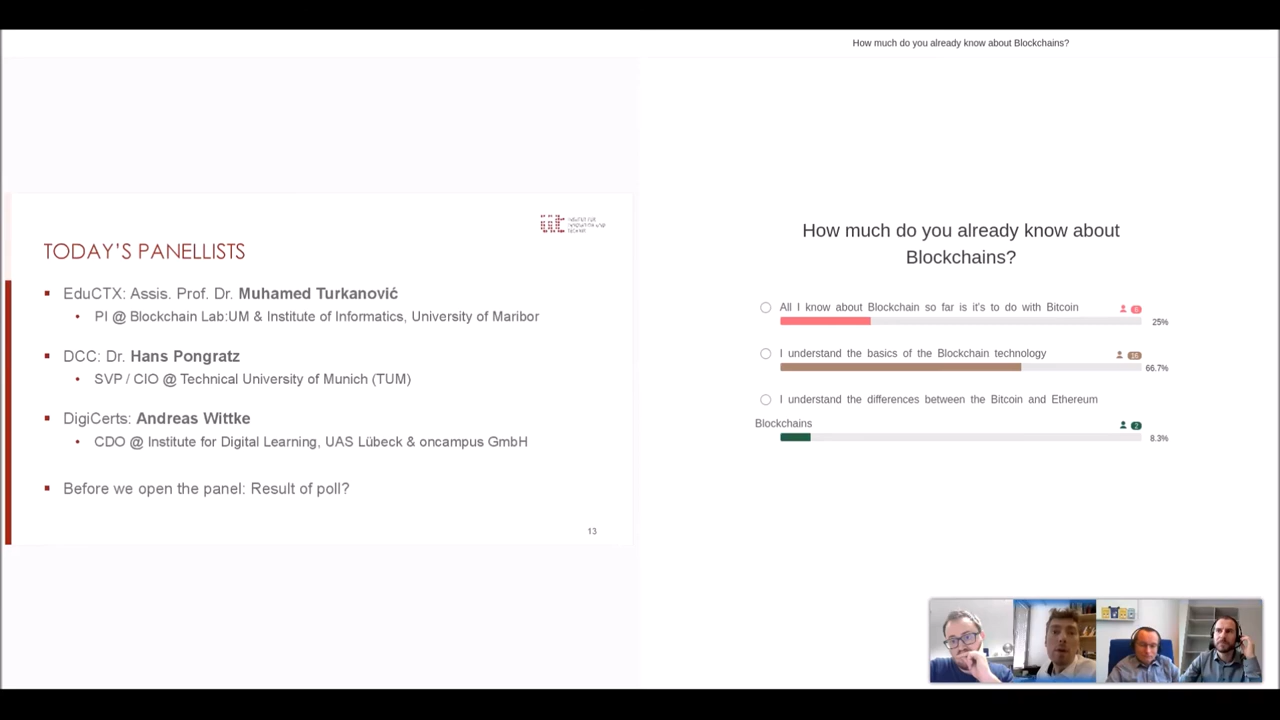 How much do you already know about Blockchains?
TODAY'S PANELLISTS
EduCTX: Assis. Prof. Dr. Muhamed Turkanović
PI @ Blockchain Lab:UM & Institute of Informatics, University of Maribor
DCC: Dr. Hans Pongratz
SVP / CIO @ Technical University of Munich (TUM)
DigiCerts: Andreas Wittke
CDO @ Institute for Digital Learning, UAS Lübeck & oncampus GmbH
Before we open the panel: Result of poll?
13
How much do you already know about
Blockchains?
All I know about Blockchain so far is it's to do with Bitcoin
6
25%
I understand the basics of the Blockchain technology
16
66.7%
I understand the differences between the Bitcoin and Ethereum
Blockchains
2
8.3%